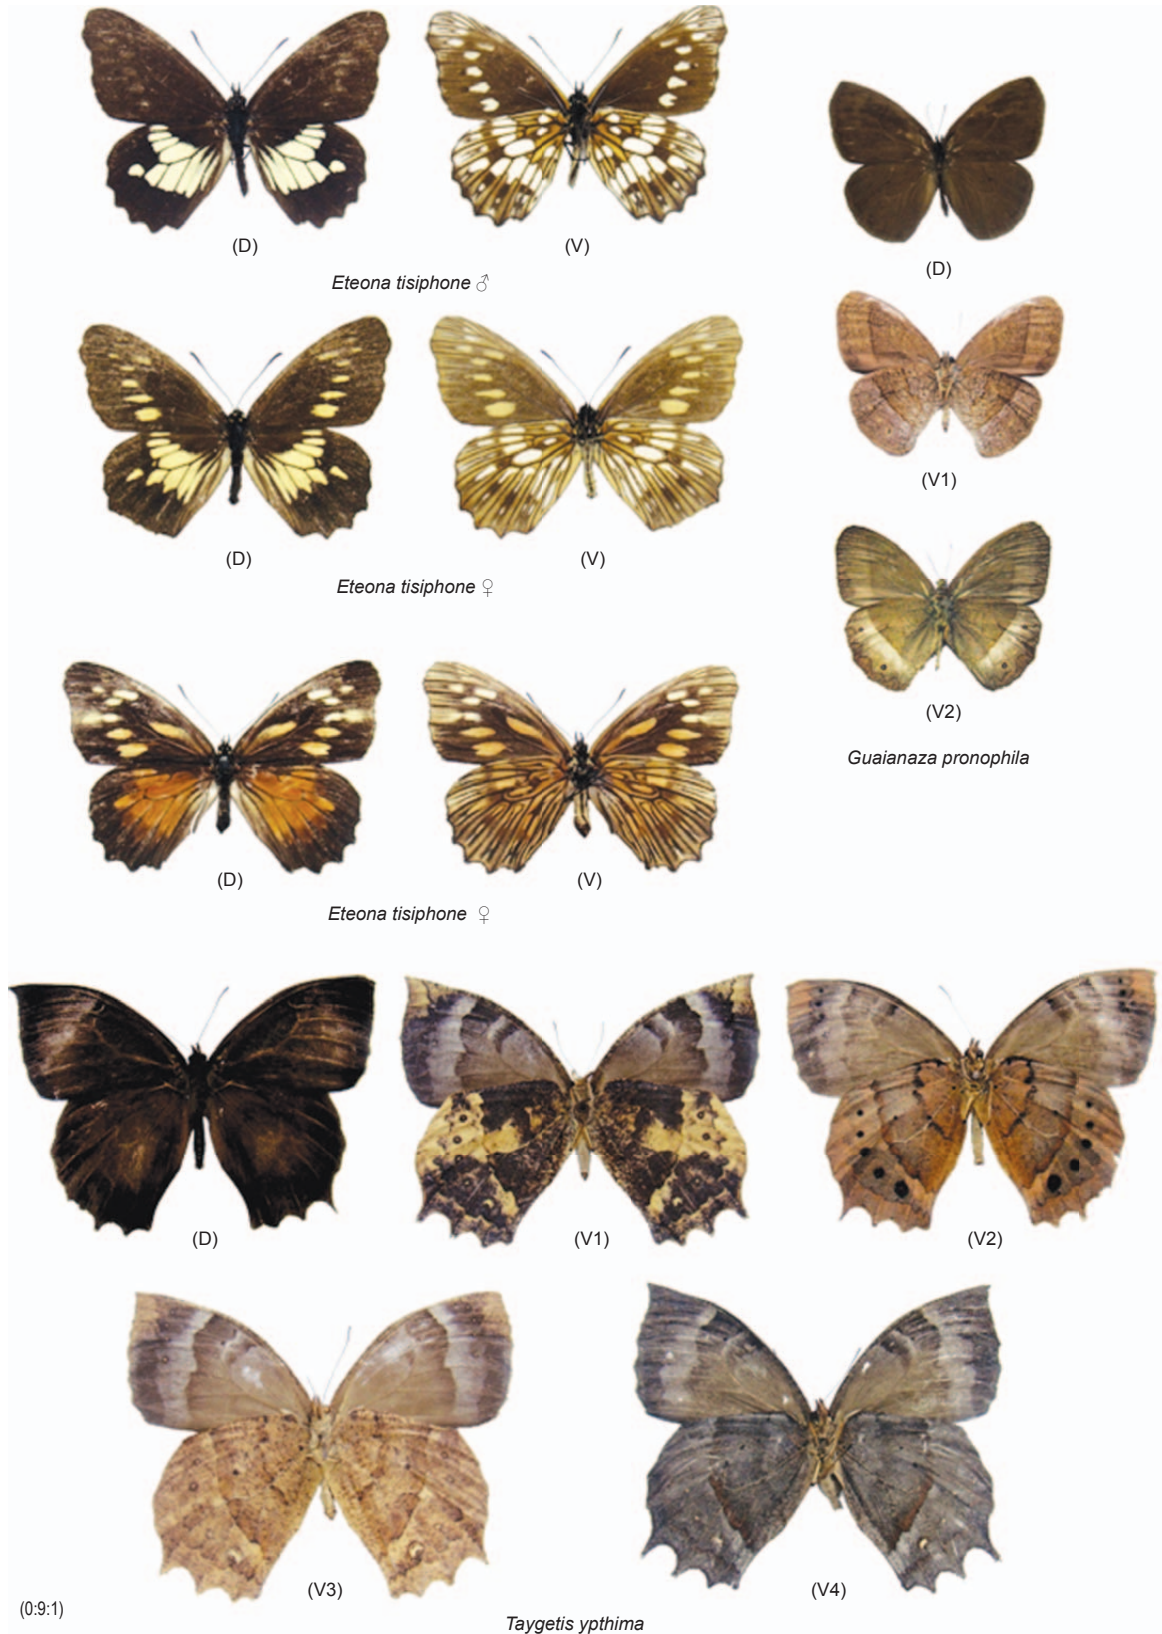 (D) (V)
(D)
Eteona tisiphone ♂
(V1)
(D) (V)
Eteona tisiphone ♀
(V2)
Guaianaza pronophila
(D) (V)
Eteona tisiphone ♀
(D) (V1) (V2)
(V3) (V4)
(0:9:1)
Taygetis ypthima